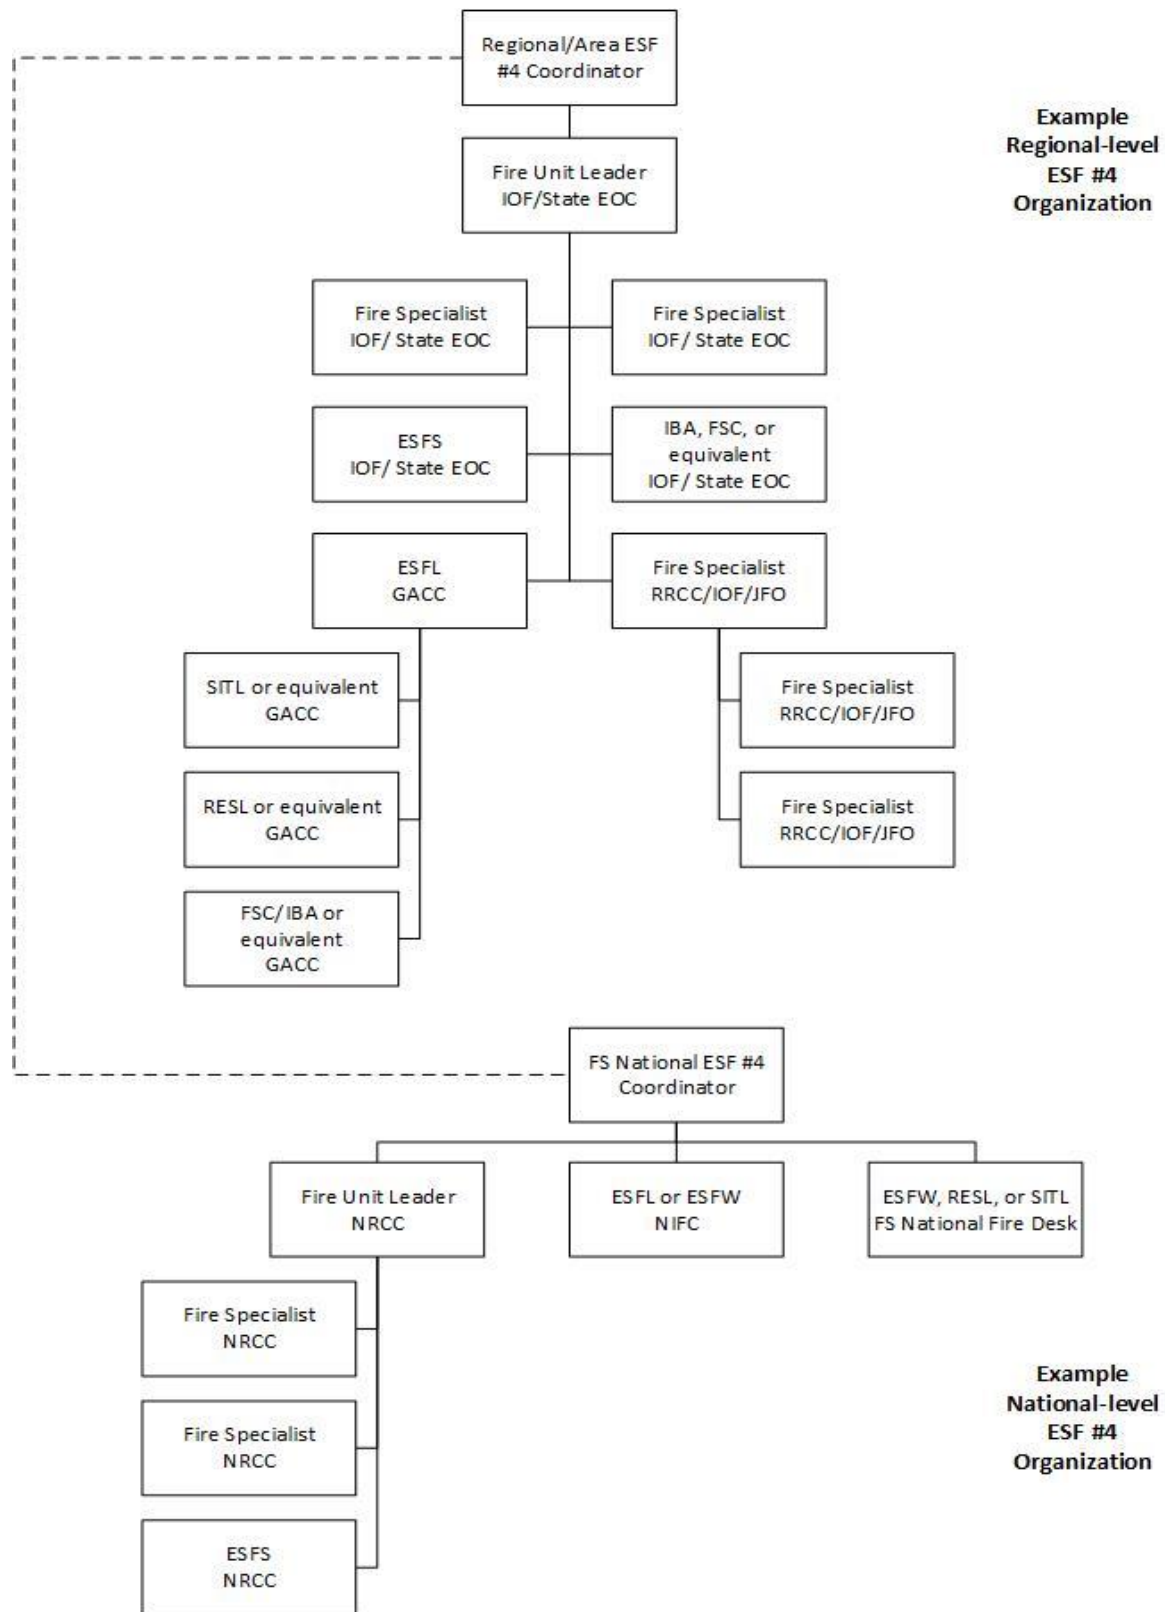 Regional/Area ESF
#4 Coordinator
Example
Regional-level
ESF #4
Organization
Fire Unit Leader
IOF/State EOC
Fire Specialist
IOF/ State EOC
Fire Specialist
IOF/ State EOC
ESFS
IOF/ State EOC
IBA, FSC, or
equivalent
IOF/ State EOC
ESFL
GACC
Fire Specialist
RRCC/IOF/JFO
SITL or equivalent
GACC
Fire Specialist
RRCC/IOF/JFO
RESL or equivalent
GACC
Fire Specialist
RRCC/IOF/JFO
FSC/IBA or
equivalent
GACC
FS National ESF #4
Coordinator
Fire Unit Leader
NRCC
ESFL or ESFW
NIFC
ESFW, RESL, or SITL
FS National Fire Desk
Fire Specialist
NRCC
Fire Specialist
NRCC
Example
National-level
ESF #4
Organization
ESFS
NRCC